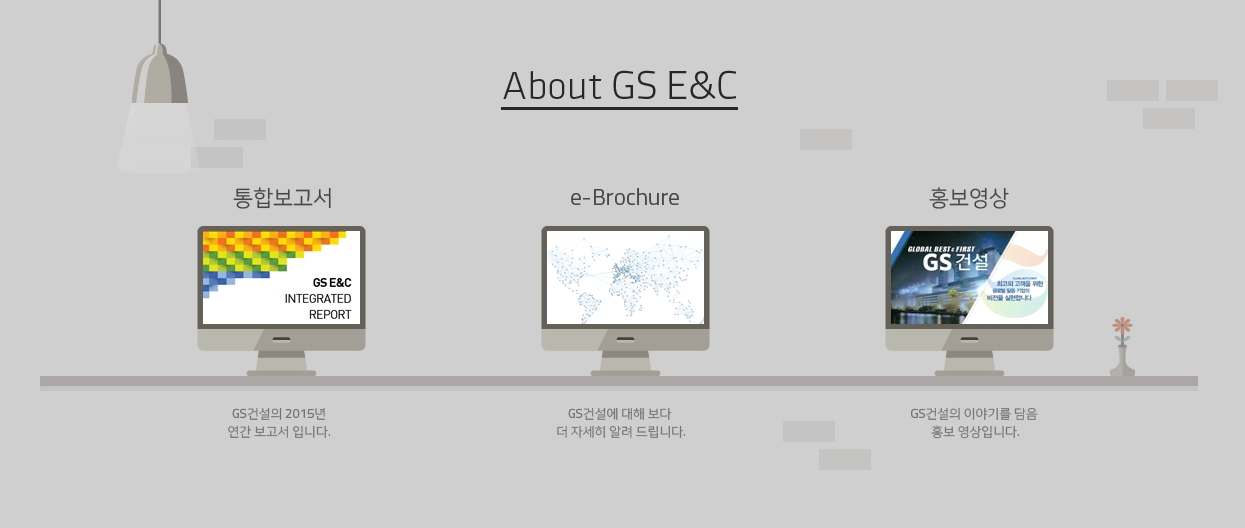 About GS E&C
통합보고서
e-Brochure
홍보영상
GS E&C
INTEGRATED
REPORT
GLOBAL BEST & FIRST
GS 건설
최고의 고객을 위한
비전을 실현합니다
GS건설의 2015년
연간 보고서 입니다.
GS건설에 대해 보다
더 자세히 알려 드립니다.
GS건설의 이야기를 담음
홍보 영상입니다.